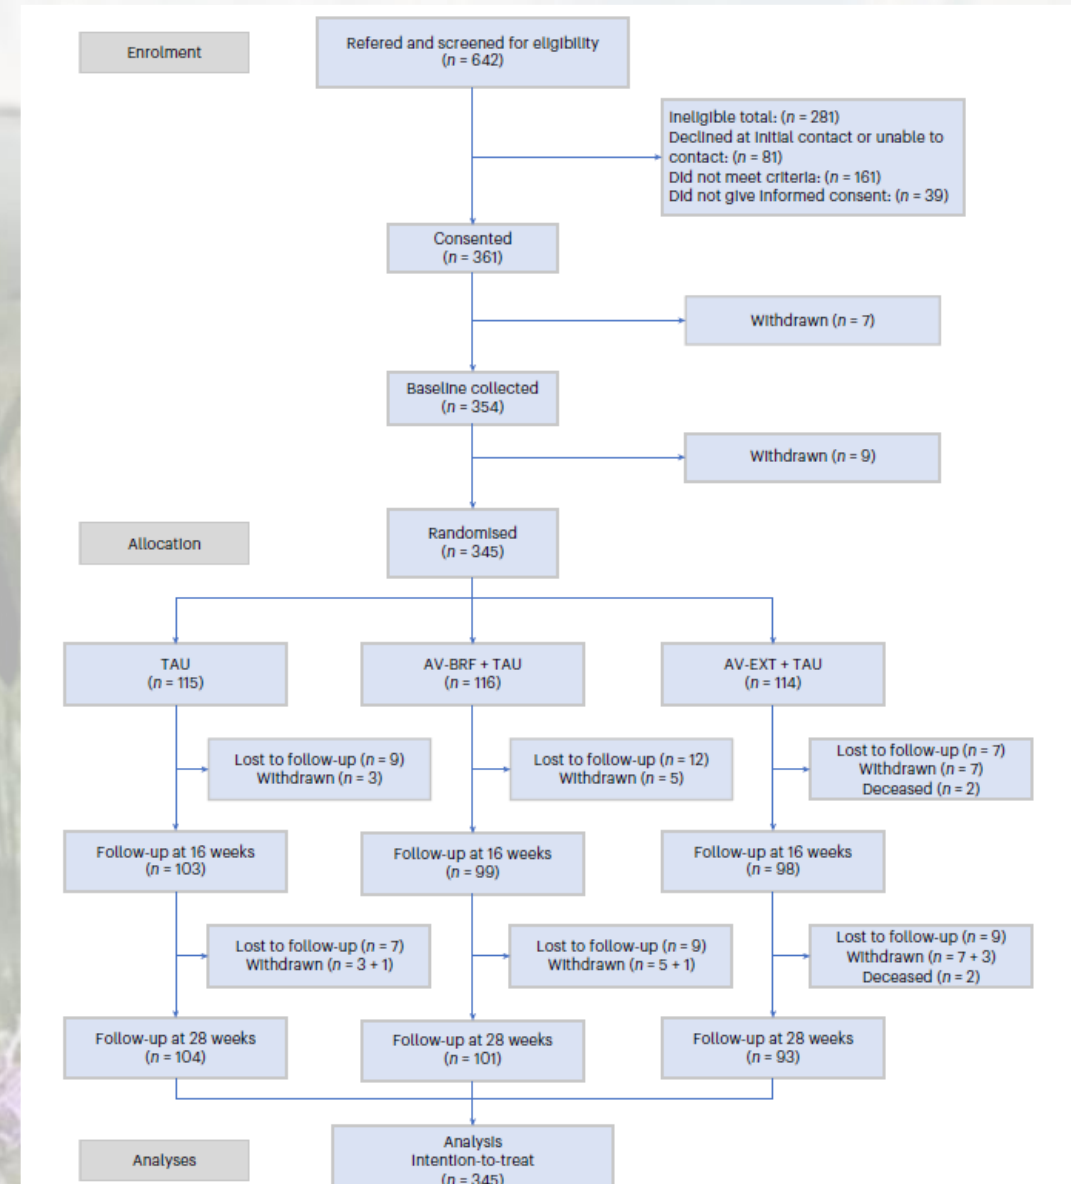 Enrolment
Refered and screened for eligibility
(n = 642)
Ineligible total: (n = 281)
Declined at initial contact or unable to
contact: (n = 81)
Did not meet criteria: (n = 161)
Did not give informed consent: (n = 39)
Consented
(n = 361)
Withdrawn (n = 7)
Baseline collected
(n = 354)
Withdrawn (n = 9)
Allocation
Randomised
(n = 345)
TAU
(n = 115)
AV-BRF + TAU
(n = 116)
AV-EXT + TAU
(n = 114)
Lost to follow-up (n = 9)
Withdrawn (n = 3)
Lost to follow-up (n = 12)
Withdrawn (n = 5)
Lost to follow-up (n = 7)
Withdrawn (n = 7)
Deceased (n = 2)
Follow-up at 16 weeks
(n = 103)
Follow-up at 16 weeks
(n = 99)
Follow-up at 16 weeks
(n = 98)
Lost to follow-up (n = 7)
Withdrawn (n = 3 + 1)
Lost to follow-up (n = 9)
Withdrawn (n = 5 + 1)
Lost to follow-up (n = 9)
Withdrawn (n = 7 + 3)
Deceased (n = 2)
Follow-up at 28 weeks
(n = 104)
Follow-up at 28 weeks
(n = 101)
Follow-up at 28 weeks
(n = 93)
Analyses
Analysis
Intention-to-treat
(n = 345)